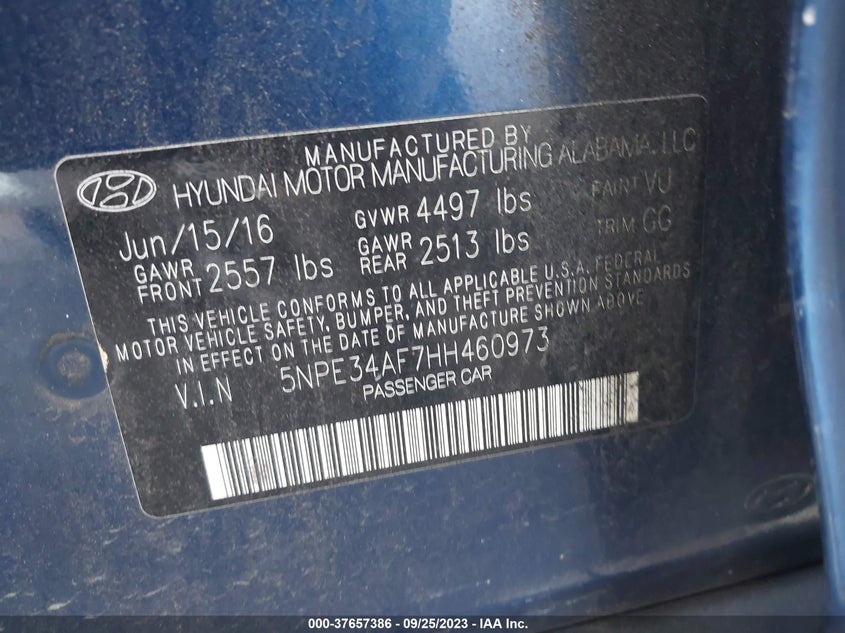 MANUFACTURED BY
HYUNDAI MOTOR MANUFACTURING ALABAMA, LLC
Jun/15/16 GVWR 4497 lbs PAINT VU
GAWR FRONT 2557 lbs GAWR REAR 2513 lbs TRIM GG
THIS VEHICLE CONFORMS TO ALL APPLICABLE U.S.A. FEDERAL
MOTOR VEHICLE SAFETY, BUMPER, AND THEFT PREVENTION STANDARDS
IN EFFECT ON THE DATE OF MANUFACTURE SHOWN ABOVE
V.I.N 5NPE34AF7HH460973
PASSENGER CAR
000-37657386 - 09/25/2023 - IAA Inc.